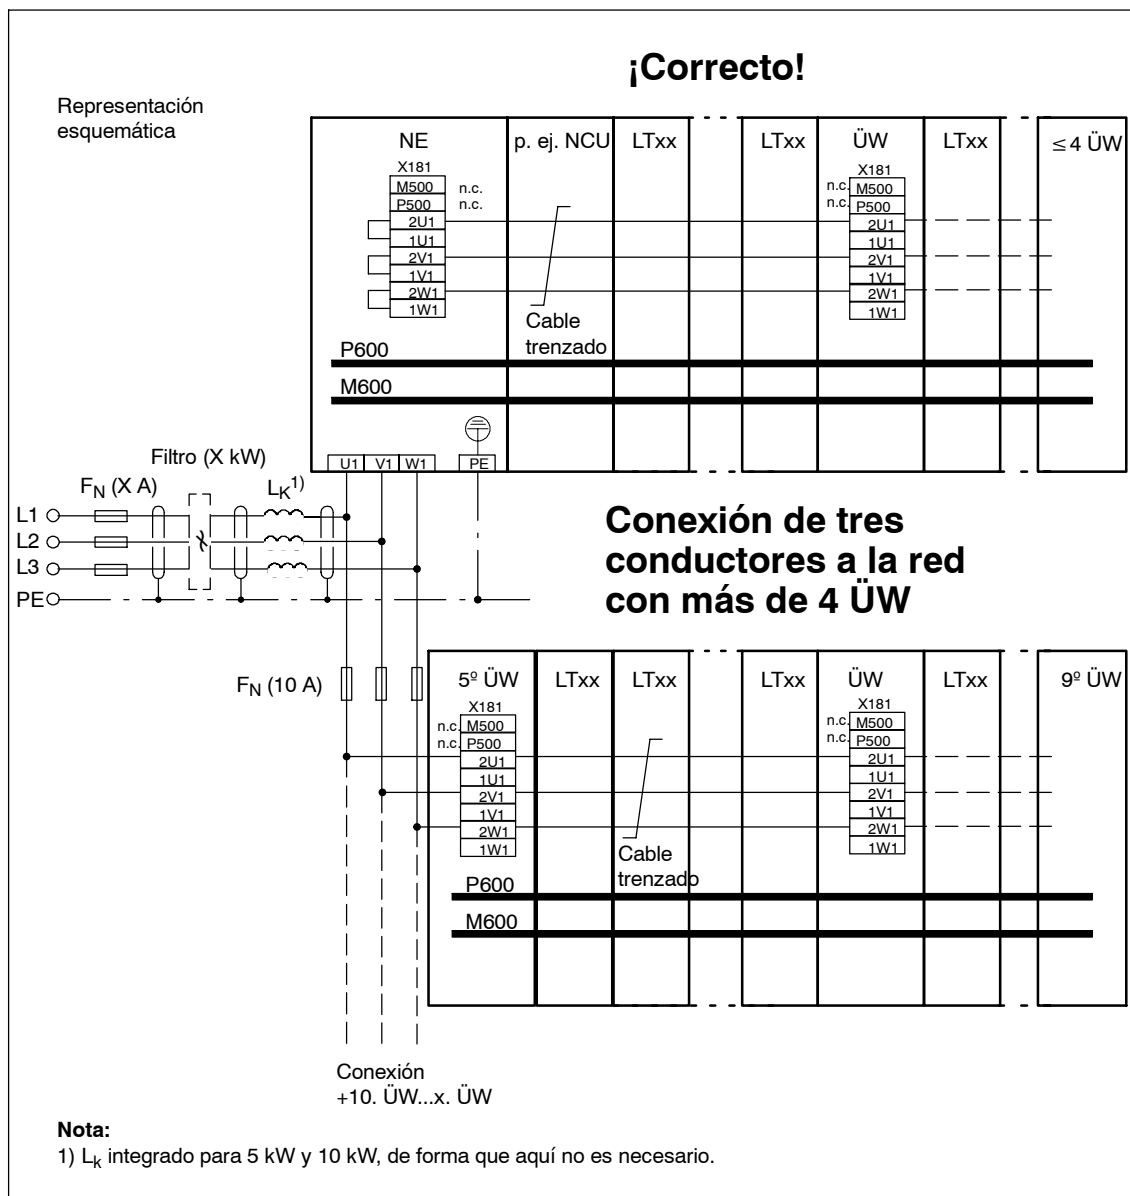 ¡Correcto!
Representación
esquemática
NE
p. ej. NCU
LTxx
LTxx
ÜW
LTxx
≤ 4 ÜW
X181
M500
P500
2U1
1U1
2V1
1V1
2W1
1W1
n.c.
n.c.
X181
n.c.
n.c.
M500
P500
2U1
1U1
2V1
1V1
2W1
1W1
Cable
trenzado
P600
M600
U1
V1
W1
PE
Filtro (X kW)
FN (X A)
LK1)
L1
L2
L3
PE
Conexión de tres
conductores a la red
con más de 4 ÜW
FN (10 A)
5º ÜW
LTxx
LTxx
LTxx
ÜW
LTxx
9º ÜW
X181
n.c.
n.c.
M500
P500
2U1
1U1
2V1
1V1
2W1
1W1
X181
n.c.
n.c.
M500
P500
2U1
1U1
2V1
1V1
2W1
1W1
Cable
trenzado
P600
M600
Conexión
+10. ÜW...x. ÜW
Nota:
1) Lk integrado para 5 kW y 10 kW, de forma que aquí no es necesario.